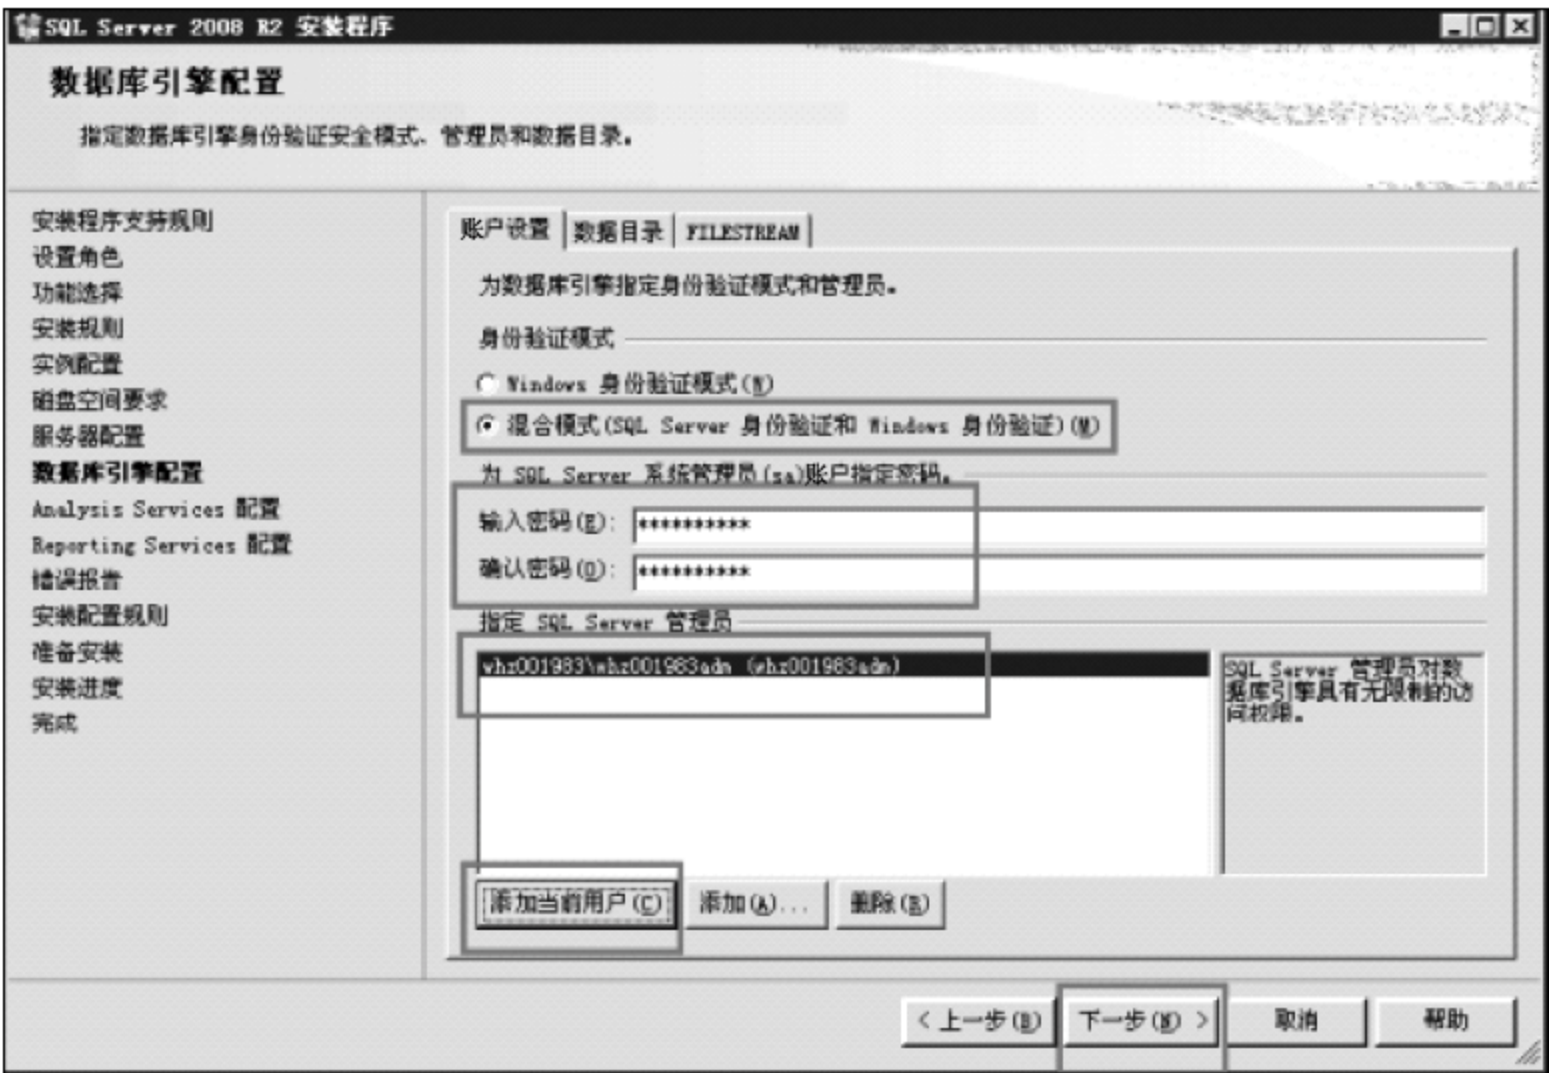 SQL Server 2008 R2 安装程序
数据库引擎配置
指定数据库引擎身份验证安全模式、管理员和数据目录。
安装程序支持规则
设置角色
功能选择
安装规则
实例配置
磁盘空间要求
服务器配置
数据库引擎配置
Analysis Services 配置
Reporting Services 配置
错误报告
安装配置规则
准备安装
安装进度
完成
账户设置 数据目录 FILESTREAM
为数据库引擎指定身份验证模式和管理员。
身份验证模式
Windows 身份验证模式(W)
混合模式(SQL Server 身份验证和 Windows 身份验证)(M)
为 SQL Server 系统管理员(sa)账户指定密码。
输入密码(E): **********
确认密码(O): **********
指定 SQL Server 管理员
whz001983\whz001983adm (whz001983adm)
SQL Server 管理员对数
据库引擎具有无限制的访
问权限。
添加当前用户(C) 添加(A)... 删除(R)
< 上一步(B) 下一步(N) > 取消 帮助